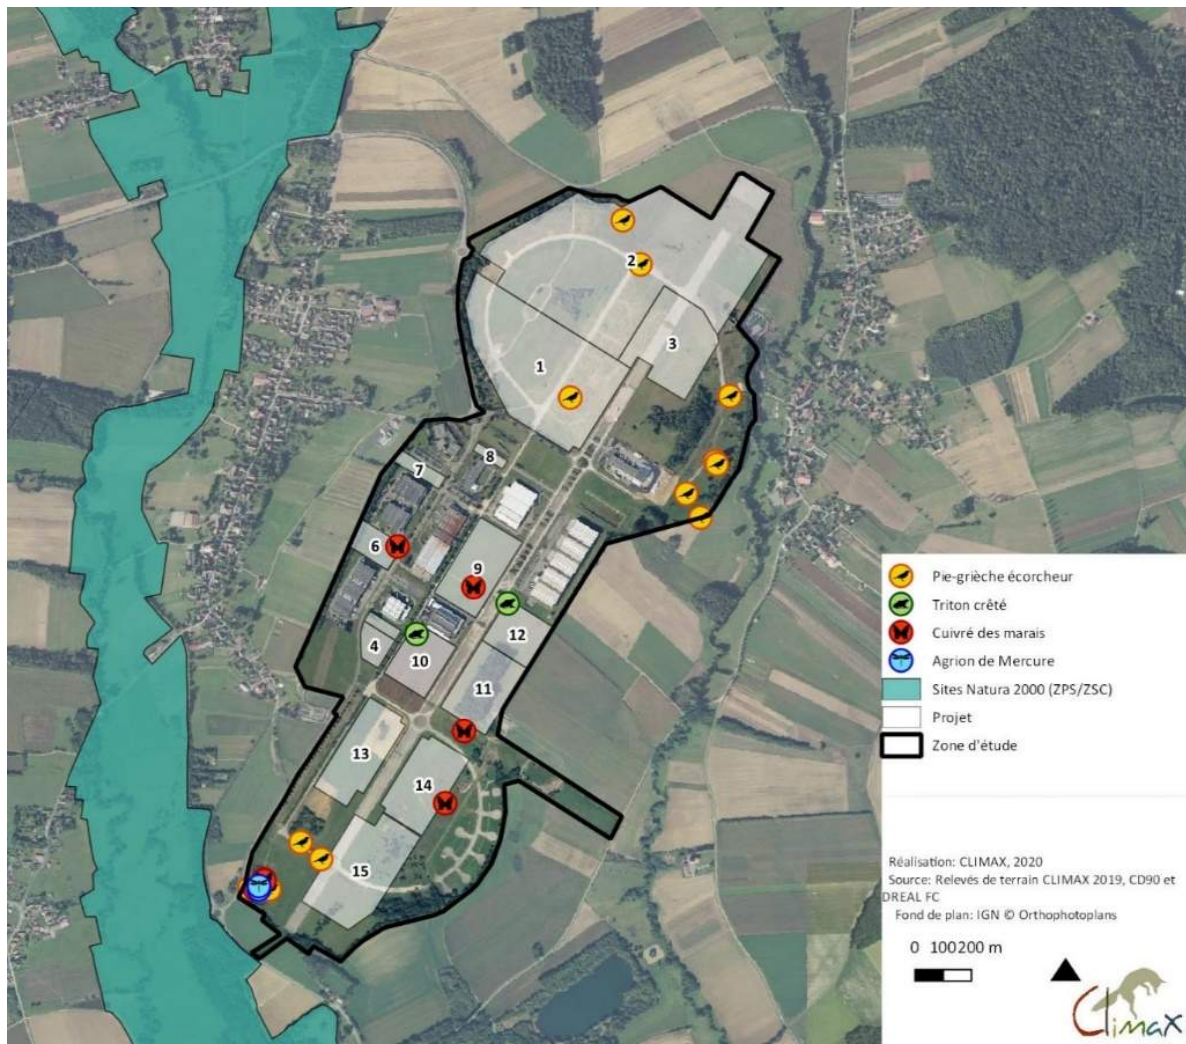 2
3
1
8
7
6
9
12
4
10
11
13
14
15
Pie-grièche écorcheur
Triton crêté
Cuivré des marais
Agrion de Mercure
Sites Natura 2000 (ZPS/ZSC)
Projet
Zone d'étude
Réalisation: CLIMAX, 2020
Source: Relevés de terrain CLIMAX 2019, CD90 et
DREAL FC
Fond de plan: IGN © Orthophotoplans
0 100 200 m
Climax